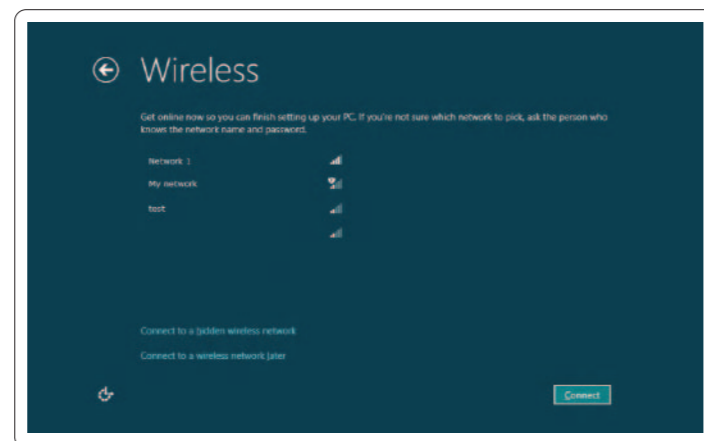 Wireless
Get online now so you can finish setting up your PC. If you're not sure which network to pick, ask the person who
knows the network name and password.
Network 1
My network
test
Connect to a hidden wireless network
Connect to a wireless network later
Connect